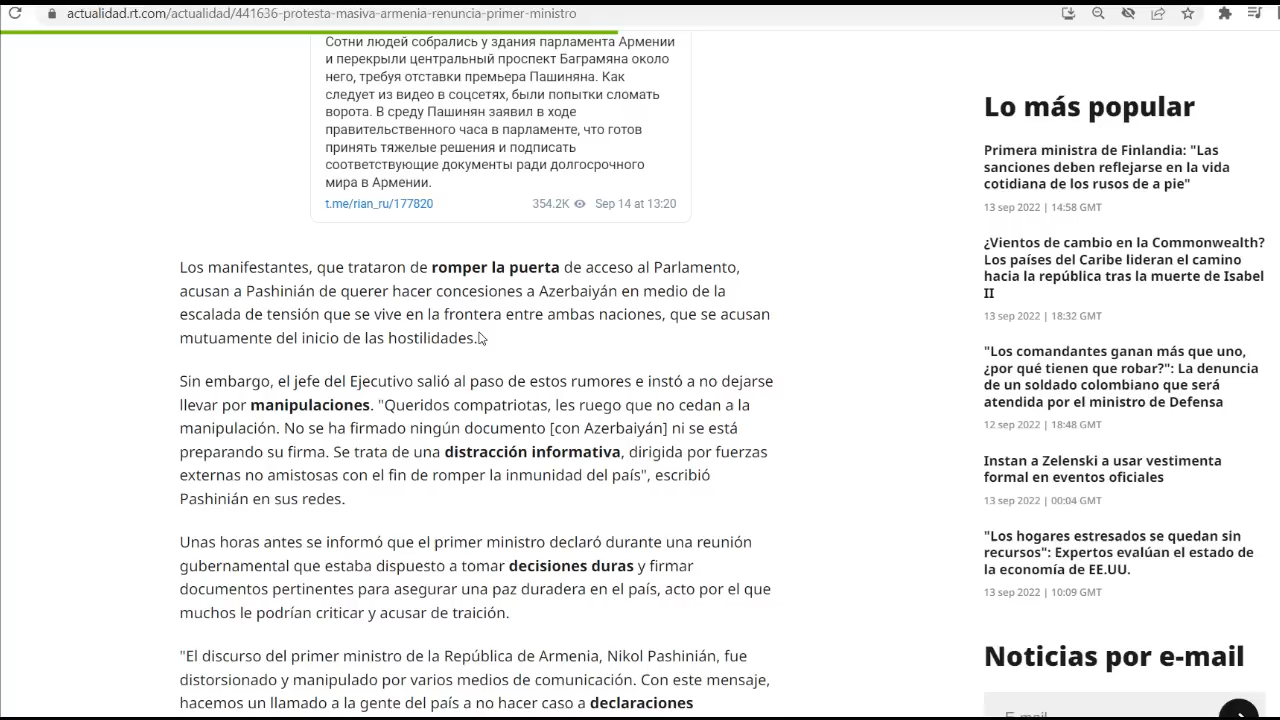 actualidad.rt.com/actualidad/441636-protesta-masiva-armenia-renuncia-primer-ministro
Сотни людей собрались у здания парламента Армении
и перекрыли центральный проспект Баграмяна около
него, требуя отставки премьера Пашиняна. Как
следует из видео в соцсетях, были попытки сломать
ворота. В среду Пашинян заявил в ходе
правительственного часа в парламенте, что готов
принять тяжелые решения и подписать
соответствующие документы ради долгосрочного
мира в Армении.
t.me/rian_ru/177820 354.2K Sep 14 at 13:20
Los manifestantes, que trataron de romper la puerta de acceso al Parlamento,
acusan a Pashinián de querer hacer concesiones a Azerbaiyán en medio de la
escalada de tensión que se vive en la frontera entre ambas naciones, que se acusan
mutuamente del inicio de las hostilidades.
Sin embargo, el jefe del Ejecutivo salió al paso de estos rumores e instó a no dejarse
llevar por manipulaciones. "Queridos compatriotas, les ruego que no cedan a la
manipulación. No se ha firmado ningún documento [con Azerbaiyán] ni se está
preparando su firma. Se trata de una distracción informativa, dirigida por fuerzas
externas no amistosas con el fin de romper la inmunidad del país", escribió
Pashinián en sus redes.
Unas horas antes se informó que el primer ministro declaró durante una reunión
gubernamental que estaba dispuesto a tomar decisiones duras y firmar
documentos pertinentes para asegurar una paz duradera en el país, acto por el que
muchos le podrían criticar y acusar de traición.
"El discurso del primer ministro de la República de Armenia, Nikol Pashinián, fue
distorsionado y manipulado por varios medios de comunicación. Con este mensaje,
hacemos un llamado a la gente del país a no hacer caso a declaraciones
Lo más popular
Primera ministra de Finlandia: "Las
sanciones deben reflejarse en la vida
cotidiana de los rusos de a pie"
13 sep 2022 | 14:58 GMT
¿Vientos de cambio en la Commonwealth?
Los países del Caribe lideran el camino
hacia la república tras la muerte de Isabel
II
13 sep 2022 | 18:32 GMT
"Los comandantes ganan más que uno,
¿por qué tienen que robar?": La denuncia
de un soldado colombiano que será
atendida por el ministro de Defensa
12 sep 2022 | 18:48 GMT
Instan a Zelenski a usar vestimenta
formal en eventos oficiales
13 sep 2022 | 00:04 GMT
"Los hogares estresados se quedan sin
recursos": Expertos evalúan el estado de
la economía de EE.UU.
13 sep 2022 | 10:09 GMT
Noticias por e-mail
E-mail